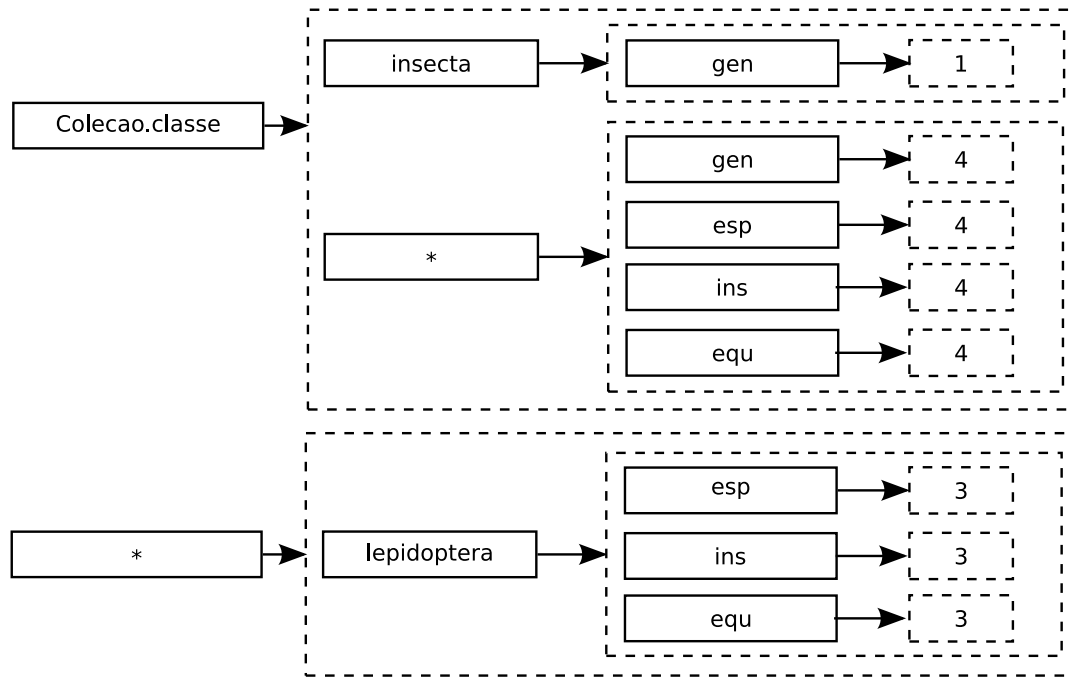 insecta gen 1
Colecao.classe
gen 4
esp 4
*
ins 4
equ 4
esp 3
* lepidoptera ins 3
equ 3